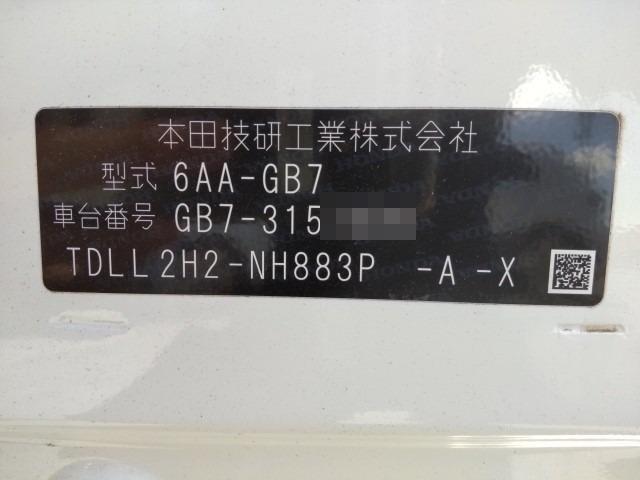 本田技研工業株式会社
型式 6AA-GB7
車台番号 GB7-315
TDLL2H2-NH883P -A -X